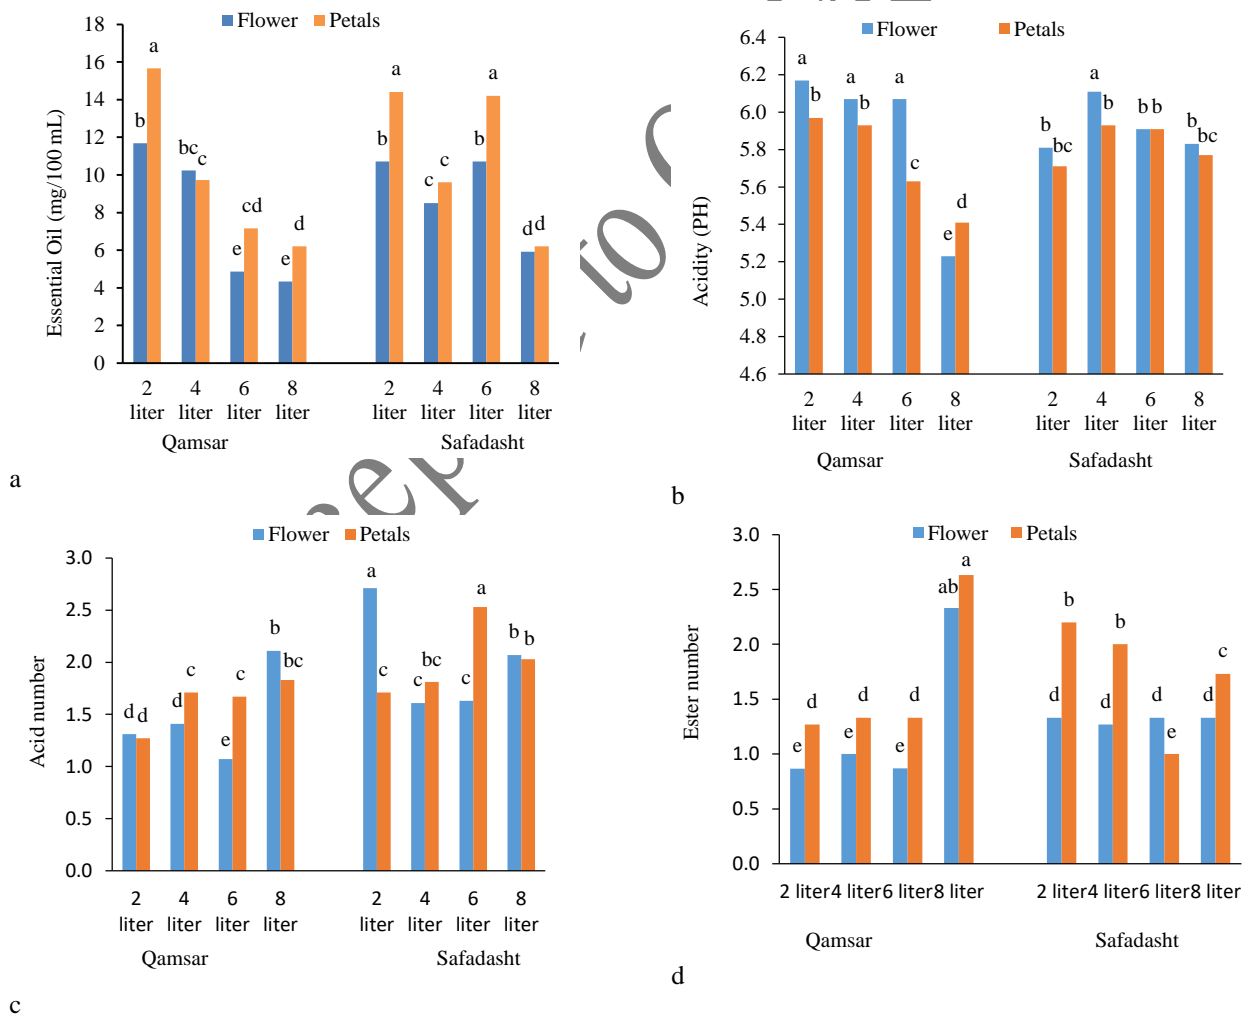 Flower Petals
Essential Oil (mg/100 mL)
18
16
14
12
10
8
6
4
2
0
b a bc c e cd e d b a c c b a d d
2 liter 4 liter 6 liter 8 liter 2 liter 4 liter 6 liter 8 liter
Qamsar Safadasht
a
Flower Petals
Acidity (PH)
6.4
6.2
6.0
5.8
5.6
5.4
5.2
5.0
4.8
4.6
a b a b a c e d b bc a b b b b bc
2 liter 4 liter 6 liter 8 liter 2 liter 4 liter 6 liter 8 liter
Qamsar Safadasht
b
to
Flower Petals
Acid number
3.0
2.5
2.0
1.5
1.0
0.5
0.0
d d d c e c b bc a c c bc c a b b
2 liter 4 liter 6 liter 8 liter 2 liter 4 liter 6 liter 8 liter
Qamsar Safadasht
c
Flower Petals
Ester number
3.0
2.5
2.0
1.5
1.0
0.5
0.0
e d e d e d ab a d b d b d e d c
2 liter 4 liter 6 liter 8 liter 2 liter 4 liter 6 liter 8 liter
Qamsar Safadasht
d